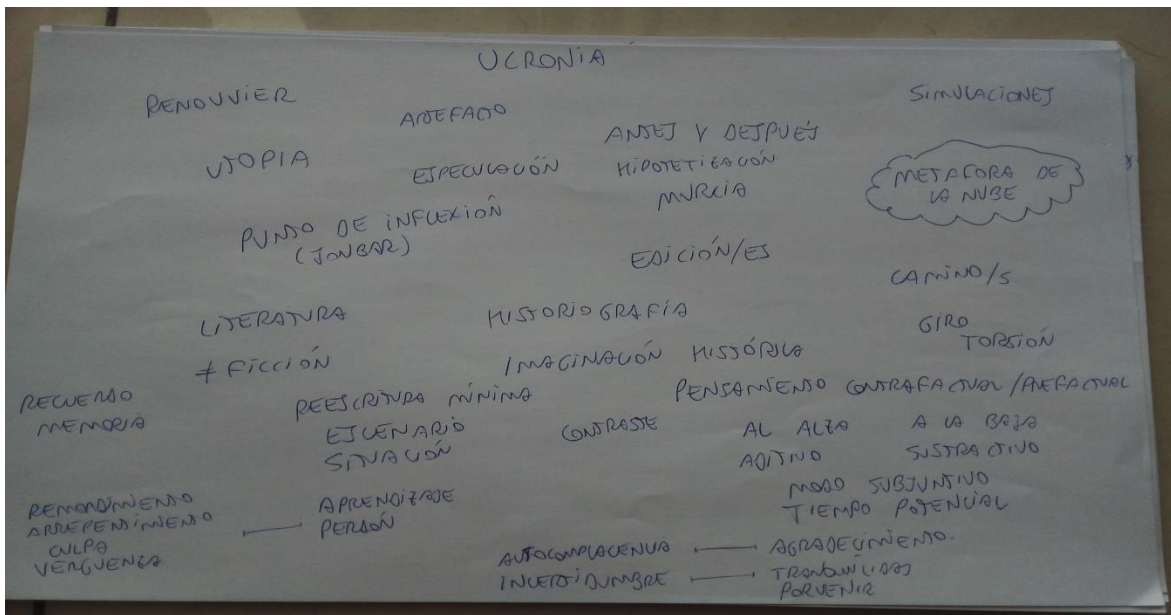 UCRONIA
RENOUVIER
ARTEFACTO
SIMULACIONES
UTOPIA
ESPECULACIÓN
ANTES Y DESPUÉS
HIPOTETIZACIÓN
MURCIA
METAFORA DE
LA NUBE
PUNTO DE INFLEXIÓN
(JONBAR)
EDICIÓN/ES
CAMINO/S
LITERATURA
≠ FICCIÓN
HISTORIOGRAFÍA
IMAGINACIÓN HISTÓRICA
GIRO
TORSIÓN
RECUERDO
MEMORIA
REESCRITURA MÍNIMA
ESCENARIO
SITUACIÓN
CONTRASTE
PENSAMIENTO CONTRAFACTUAL/PREFACTUAL
AL ALZA A LA BAJA
ADITIVO SUSTRACTIVO
MODO SUBJUNTIVO
TIEMPO POTENCIAL
REMORDIMIENTO
ARREPENTIMIENTO
CULPA
VERGUENZA
APRENDIZAJE
PERDÓN
AUTOCOMPLACENCIA — AGRADECIMIENTO.
INCERTIDUMBRE — TRANQUILIDAD
PORVENIR